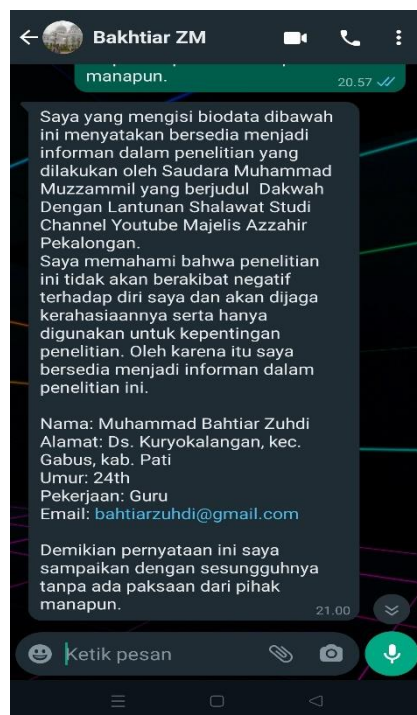 Bakhtiar ZM
manapun.
20.57
Saya yang mengisi biodata dibawah
ini menyatakan bersedia menjadi
informan dalam penelitian yang
dilakukan oleh Saudara Muhammad
Muzzammil yang berjudul Dakwah
Dengan Lantunan Shalawat Studi
Channel Youtube Majelis Azzahir
Pekalongan.
Saya memahami bahwa penelitian
ini tidak akan berakibat negatif
terhadap diri saya dan akan dijaga
kerahasiaannya serta hanya
digunakan untuk kepentingan
penelitian. Oleh karena itu saya
bersedia menjadi informan dalam
penelitian ini.
Nama: Muhammad Bahtiar Zuhdi
Alamat: Ds. Kuryokalangan, kec.
Gabus, kab. Pati
Umur: 24th
Pekerjaan: Guru
Email: bahtiarzuhdi@gmail.com
Demikian pernyataan ini saya
sampaikan dengan sesungguhnya
tanpa ada paksaan dari pihak
manapun.
21.00
Ketik pesan